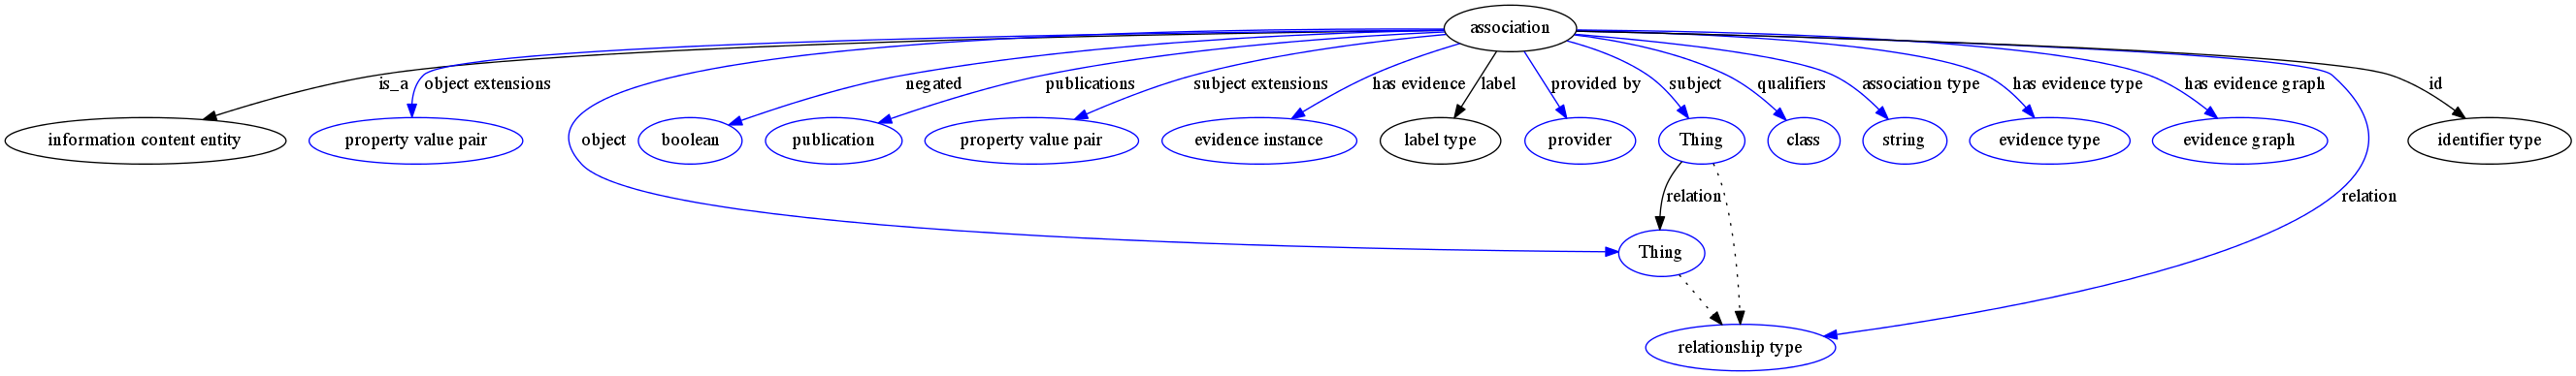 association
is_a
object extensions
negated
publications
subject extensions
has evidence
label
provided by
subject
qualifiers
association type
has evidence type
has evidence graph
id
information content entity
property value pair
object
boolean
publication
property value pair
evidence instance
label type
provider
Thing
class
string
evidence type
evidence graph
identifier type
relation
relation
Thing
relationship type